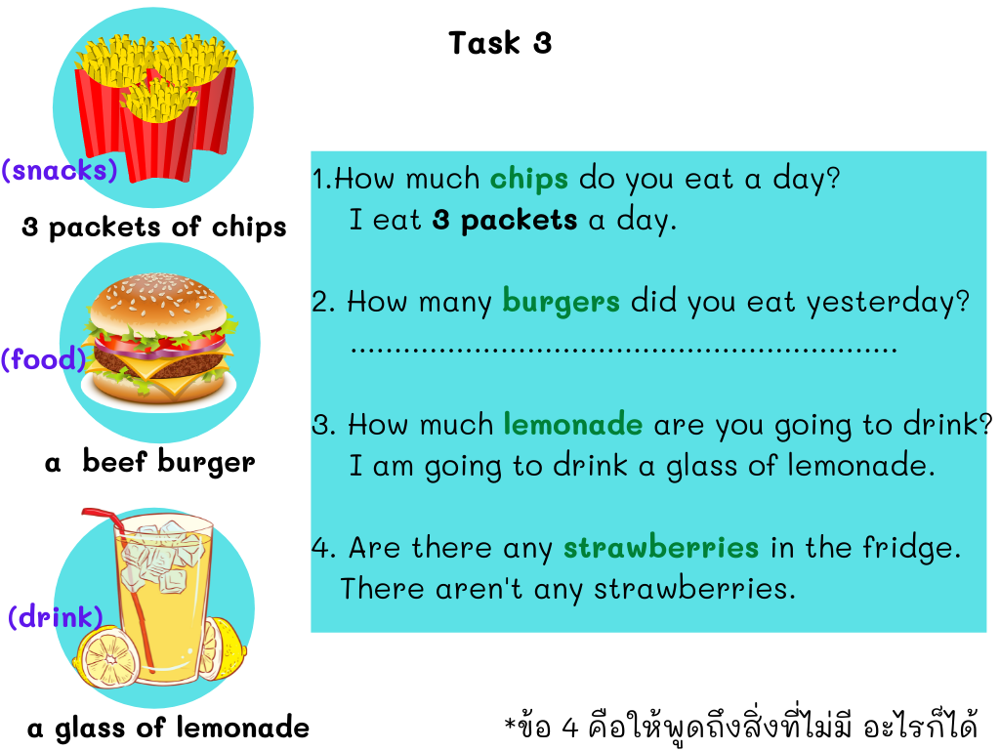 Task 3
(snacks)
3 packets of chips
(food)
a beef burger
(drink)
a glass of lemonade
1.How much chips do you eat a day?
I eat 3 packets a day.
2. How many burgers did you eat yesterday?
..............................................................
3. How much lemonade are you going to drink?
I am going to drink a glass of lemonade.
4. Are there any strawberries in the fridge.
There aren't any strawberries.
*ข้อ 4 คือให้พูดถึงสิ่งที่ไม่มี อะไรก็ได้